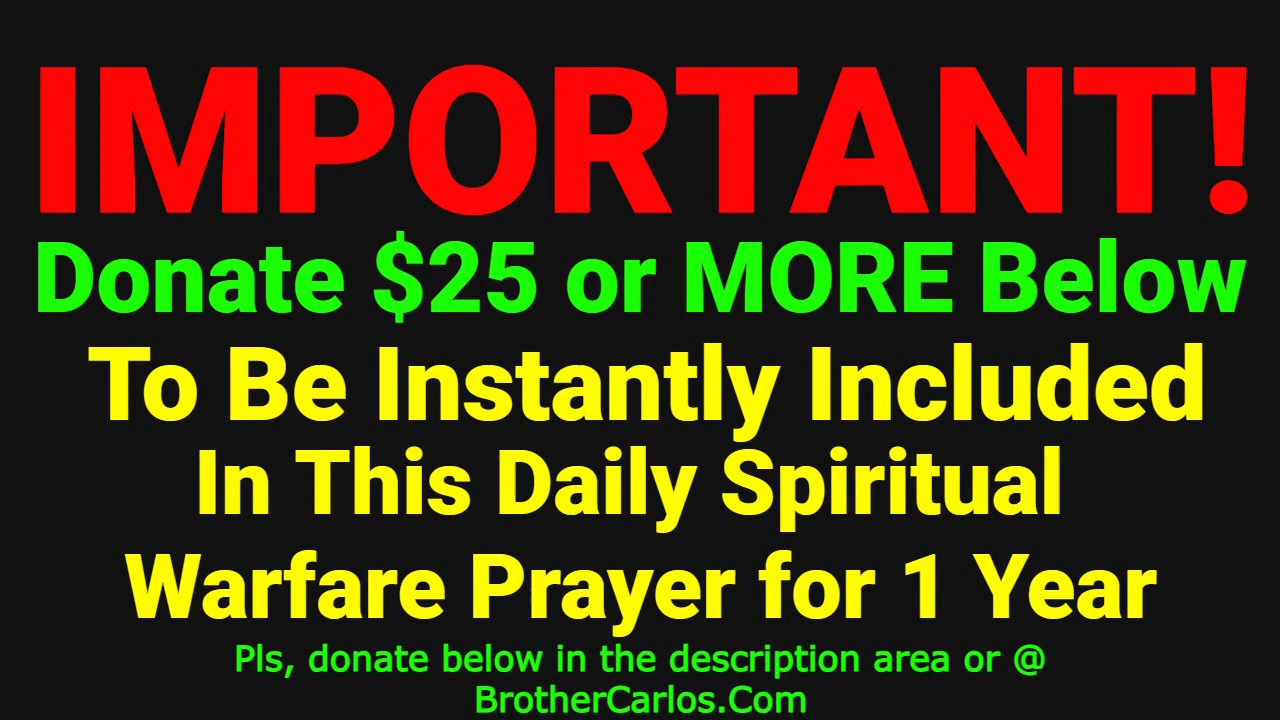 IMPORTANT!
Donate $25 or MORE Below
To Be Instantly Included
In This Daily Spiritual
Warfare Prayer for 1 Year
Pls, donate below in the description area or @
BrotherCarlos.Com